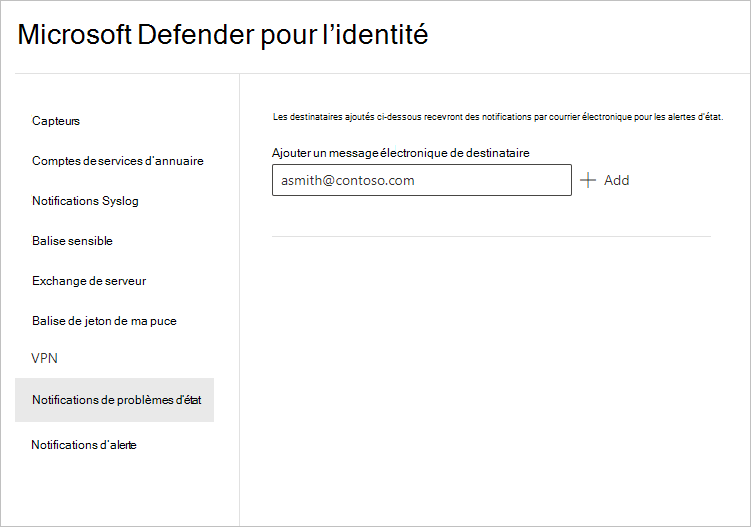 Microsoft Defender pour l'identité
Capteurs
Comptes de services d'annuaire
Notifications Syslog
Balise sensible
Exchange de serveur
Balise de jeton de ma puce
VPN
Notifications de problèmes d'état
Notifications d'alerte
Les destinataires ajoutés ci-dessous recevront des notifications par courrier électronique pour les alertes d'état.
Ajouter un message électronique de destinataire
asmith@contoso.com
Add